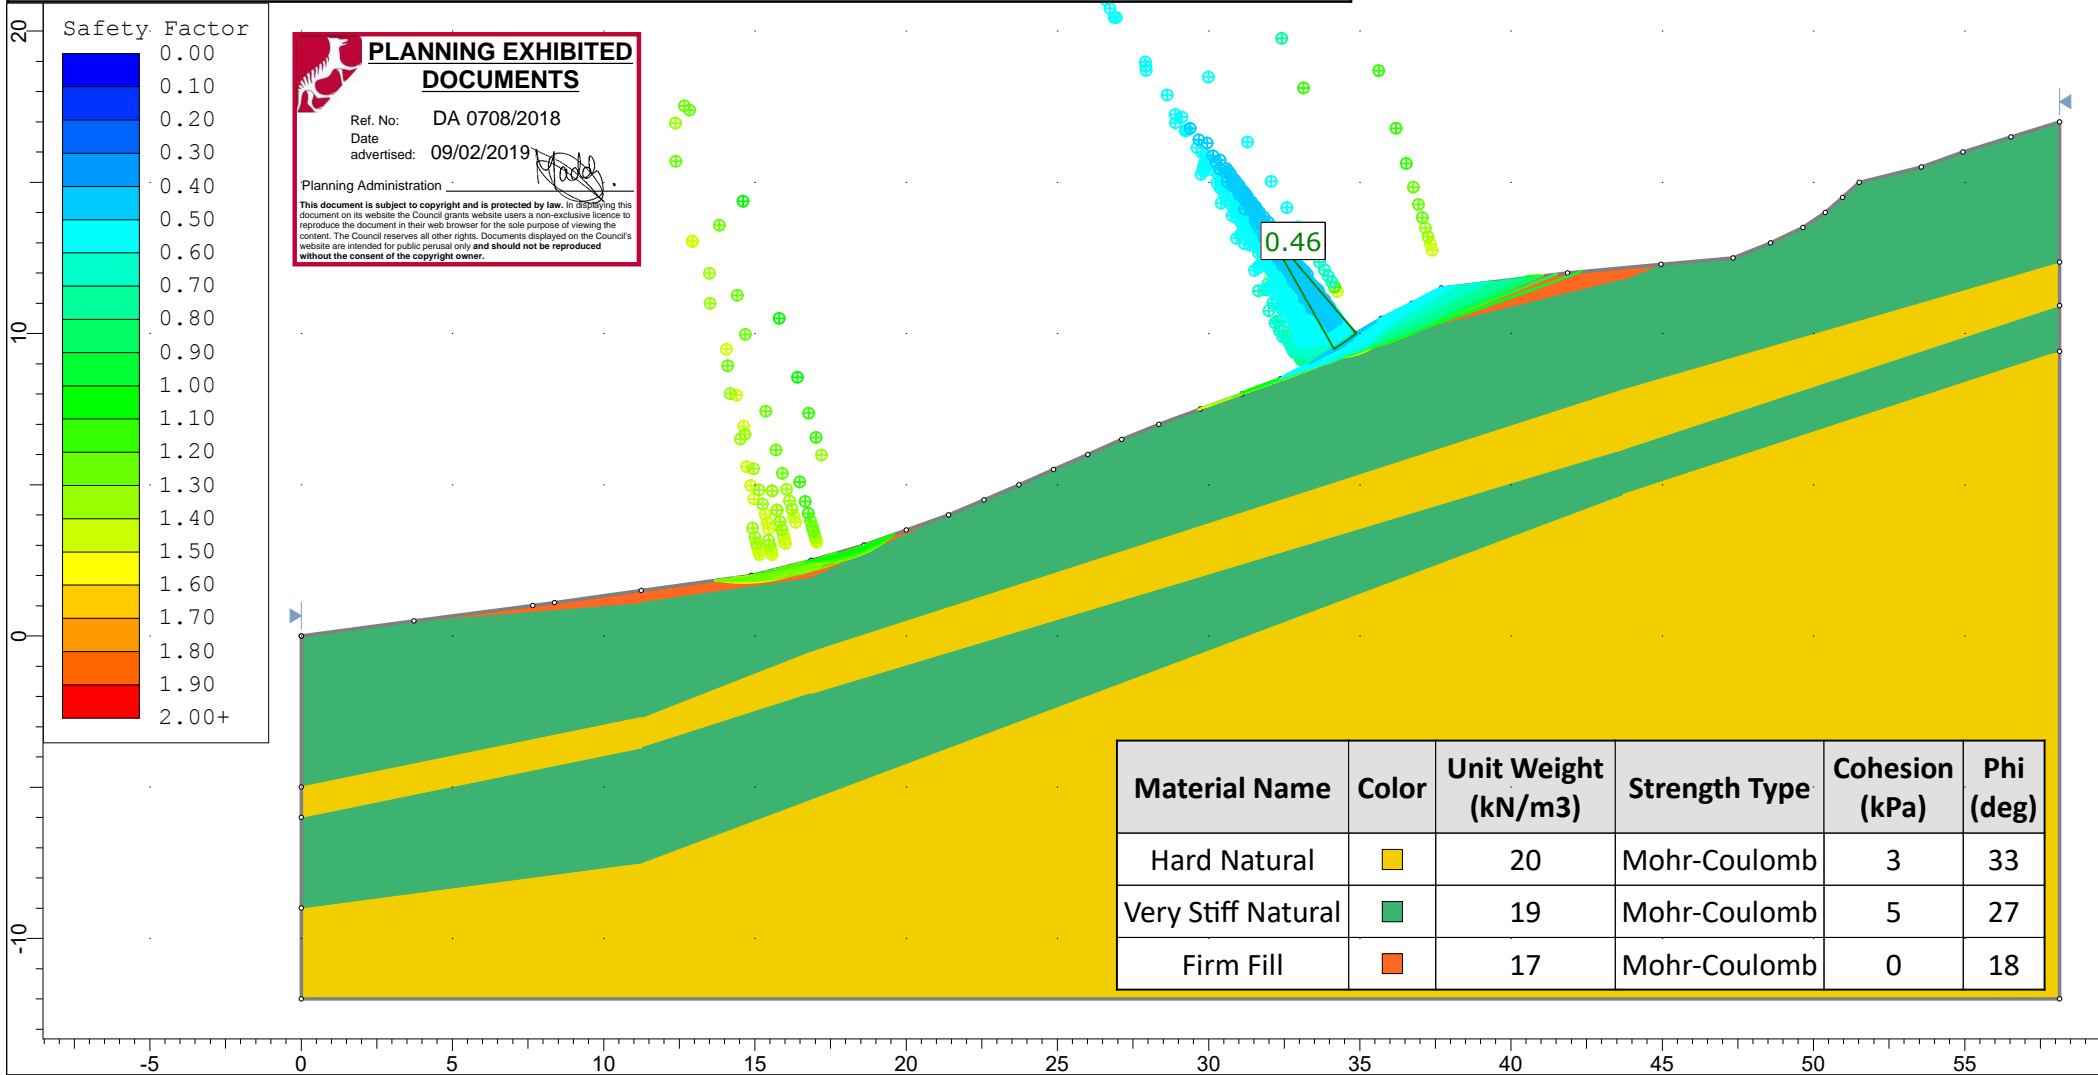 Safety Factor
0.00
0.10
0.20
0.30
0.40
0.50
0.60
0.70
0.80
0.90
1.00
1.10
1.20
1.30
1.40
1.50
1.60
1.70
1.80
1.90
2.00+
PLANNING EXHIBITED
DOCUMENTS
Ref. No: DA 0708/2018
Date
advertised: 09/02/2019
Planning Administration
This document is subject to copyright and is protected by law. In displaying this
document on its website the Council grants website users a non-exclusive licence to
reproduce the document in their web browser for the sole purpose of viewing the
content. The Council reserves all other rights. Documents displayed on the Council's
website are intended for public perusal only and should not be reproduced
without the consent of the copyright owner.
0.46
20
10
0
-10
Material Name Color Unit Weight (kN/m3) Strength Type Cohesion (kPa) Phi (deg)
Hard Natural 20 Mohr-Coulomb 3 33
Very Stiff Natural 19 Mohr-Coulomb 5 27
Firm Fill 17 Mohr-Coulomb 0 18
-5 0 5 10 15 20 25 30 35 40 45 50 55